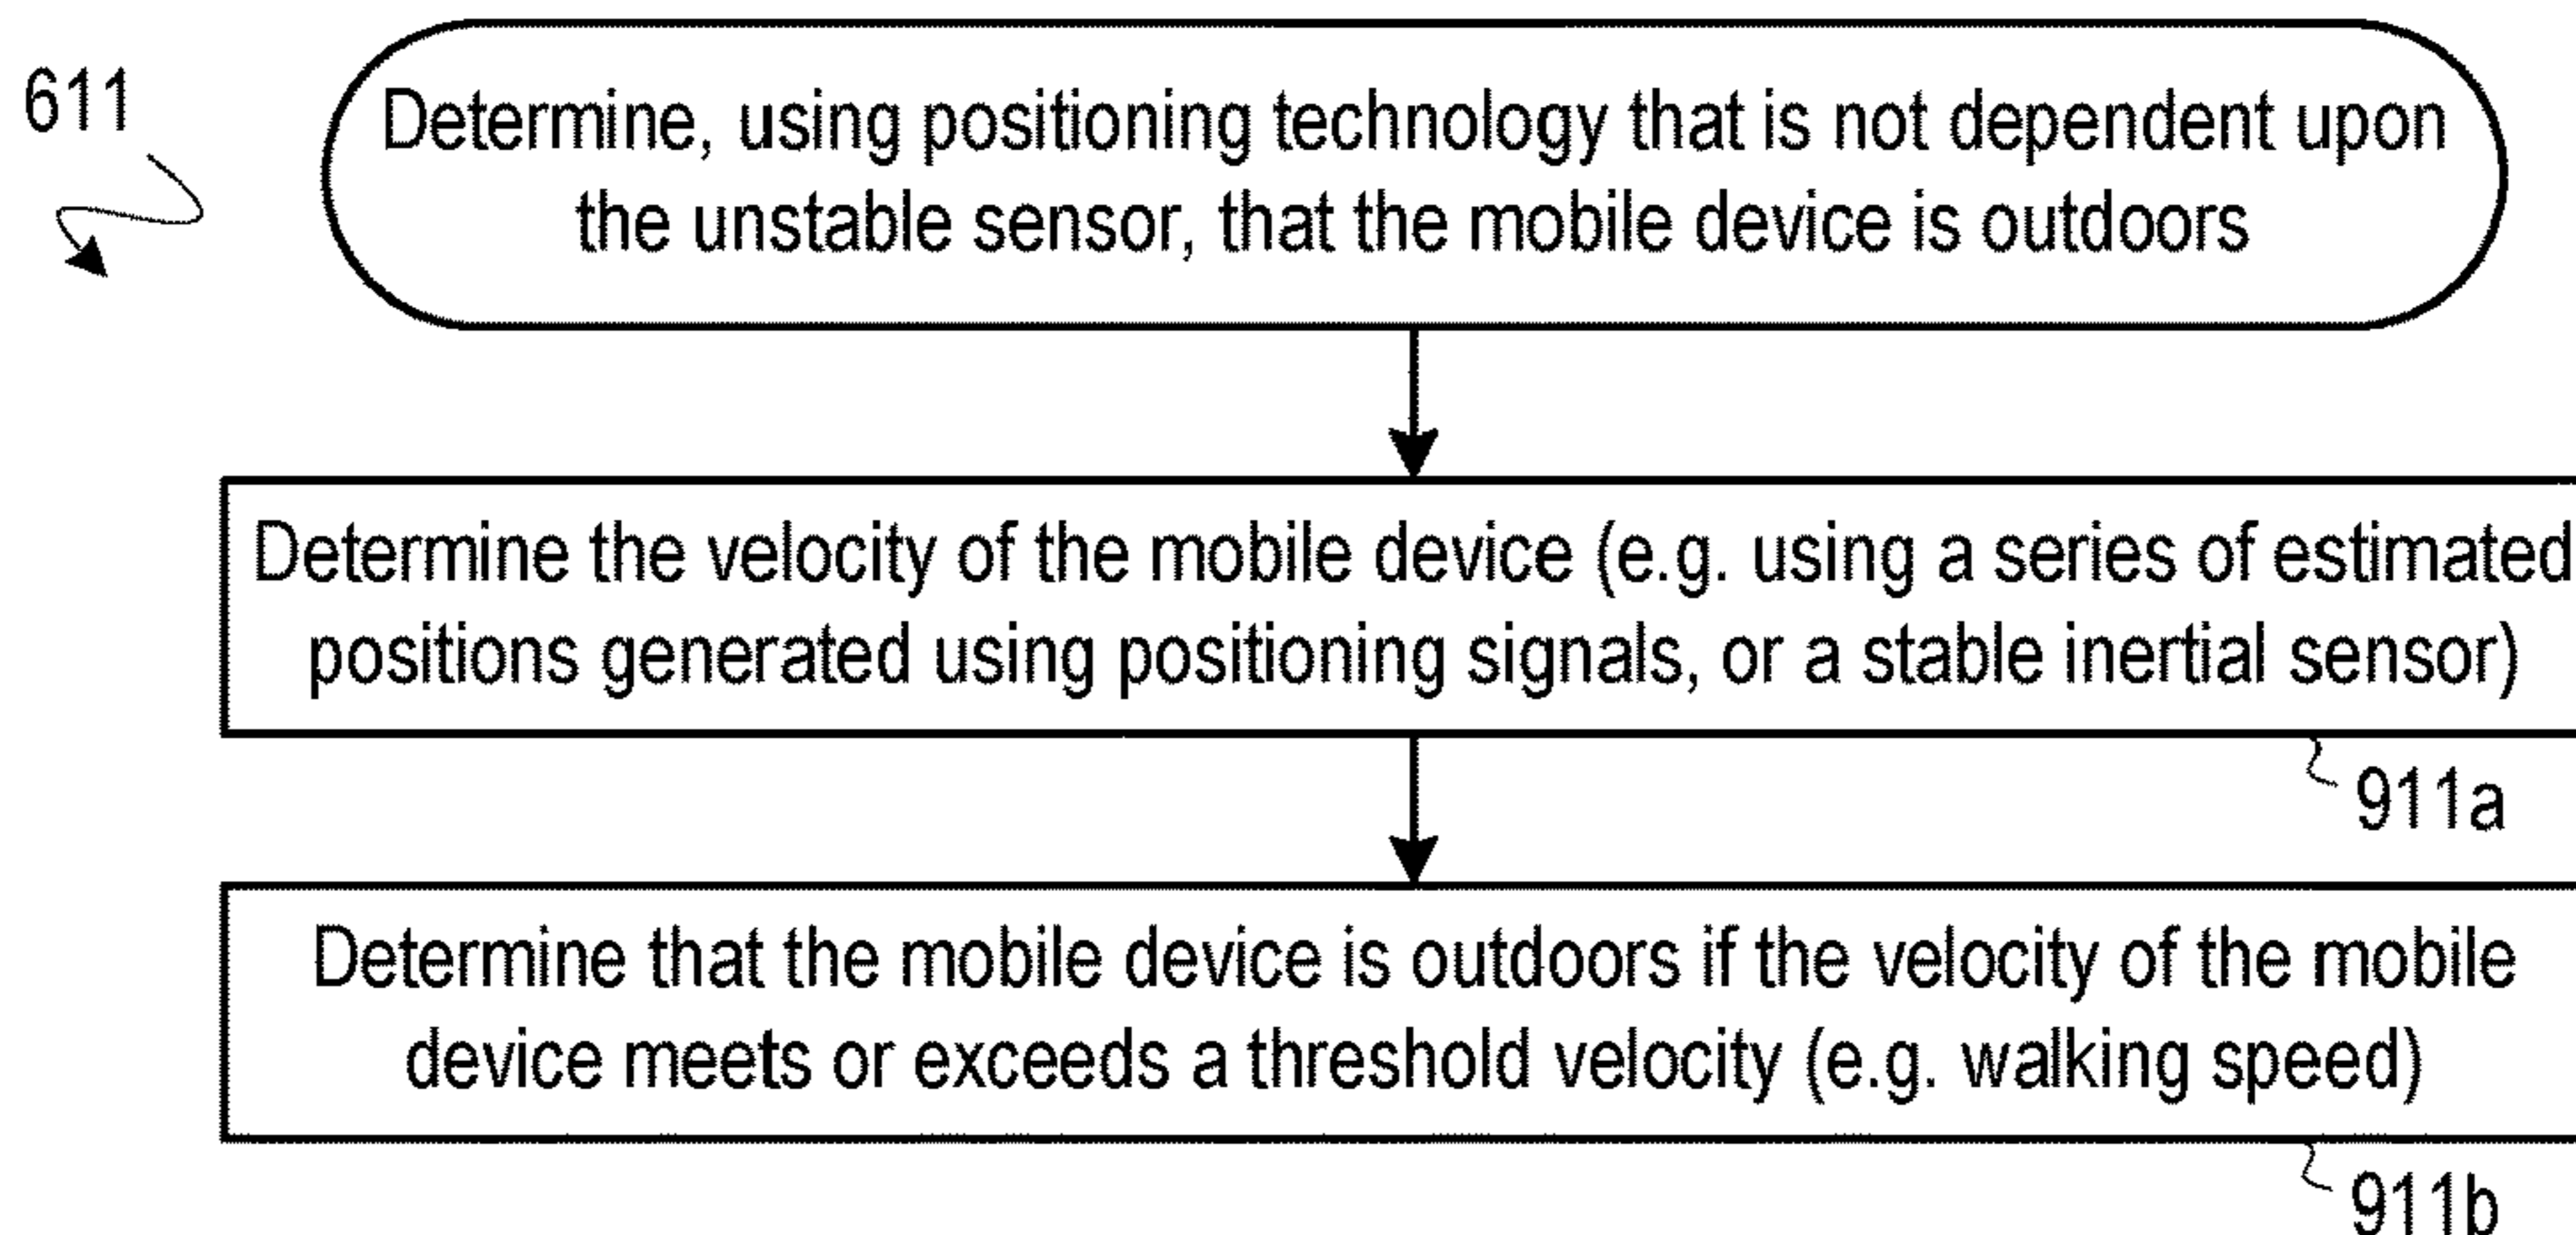 611
Determine, using positioning technology that is not dependent upon
the unstable sensor, that the mobile device is outdoors
Determine the velocity of the mobile device (e.g. using a series of estimated
positions generated using positioning signals, or a stable inertial sensor)
911a
Determine that the mobile device is outdoors if the velocity of the mobile
device meets or exceeds a threshold velocity (e.g. walking speed)
911b